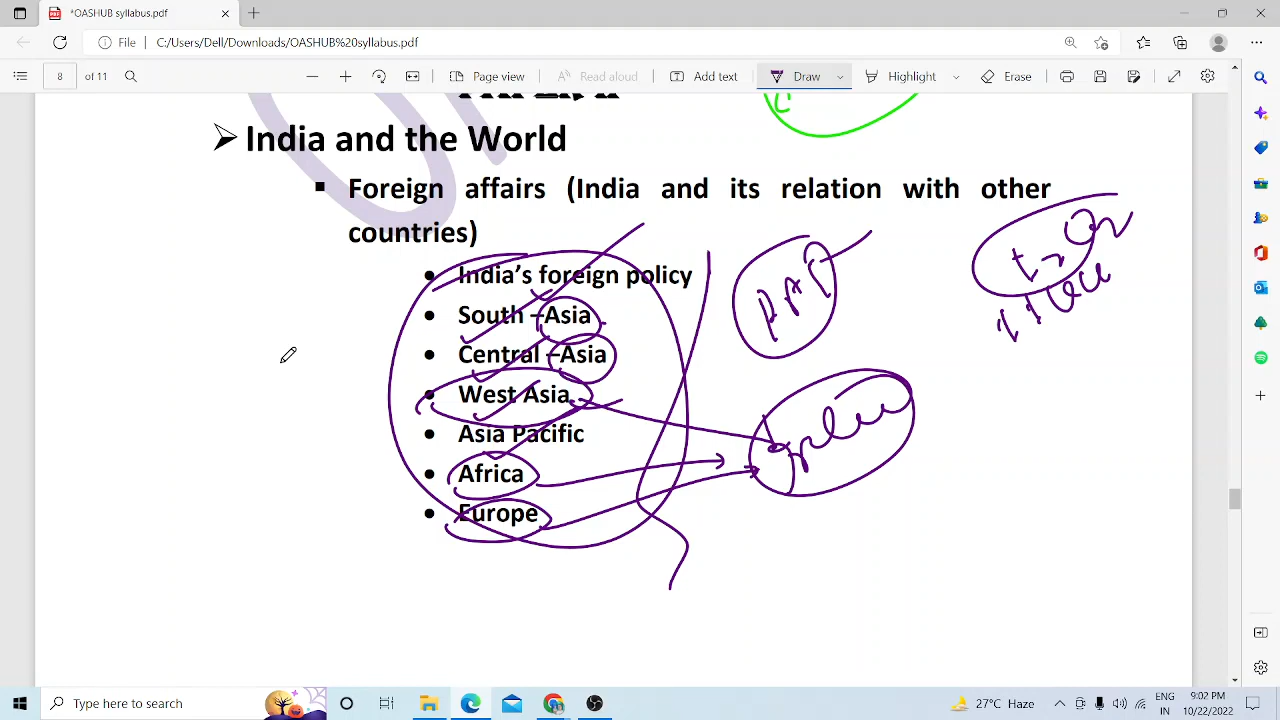 *OASHUB syllabus.pdf
File C:/Users/Dell/Downloads/OASHUB%20syllabus.pdf
8 of 11 Page view Read aloud Add text Draw Highlight Erase
India and the World
Foreign affairs (India and its relation with other
countries)
India's foreign policy
South –Asia
Central –Asia
West Asia
Asia Pacific
Africa
Europe
Type here to search 27°C Haze ENG 9:02 PM
IN 10/22/2022